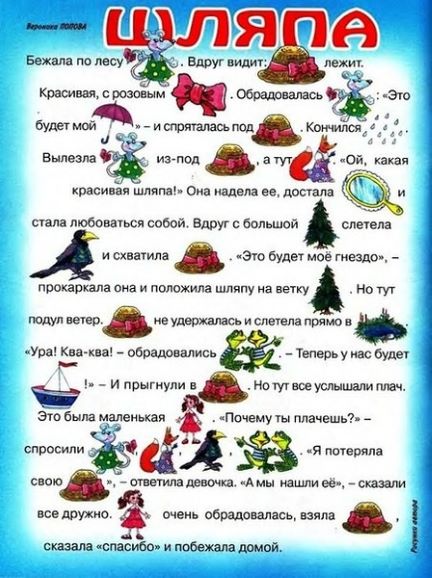 Вероника ПОПОВА
ШЛЯПА
Бежала по лесу . Вдруг видит: лежит.
Красивая, с розовым . Обрадовалась : «Это
будет мой » – и спряталась под . Кончился .
Вылезла из-под , а тут . «Ой, какая
красивая шляпа!» Она надела ее, достала и
стала любоваться собой. Вдруг с большой слетела
и схватила . «Это будет моё гнездо», –
прокаркала она и положила шляпу на ветку . Но тут
подул ветер. не удержалась и слетела прямо в .
«Ура! Ква-ква! – обрадовались . – Теперь у нас будет
!» – И прыгнули в . Но тут все услышали плач.
Это была маленькая . «Почему ты плачешь?» –
спросили , , , . «Я потеряла
свою », – ответила девочка. «А мы нашли её», – сказали
все дружно. очень обрадовалась, взяла ,
сказала «спасибо» и побежала домой.
Рисунки автора